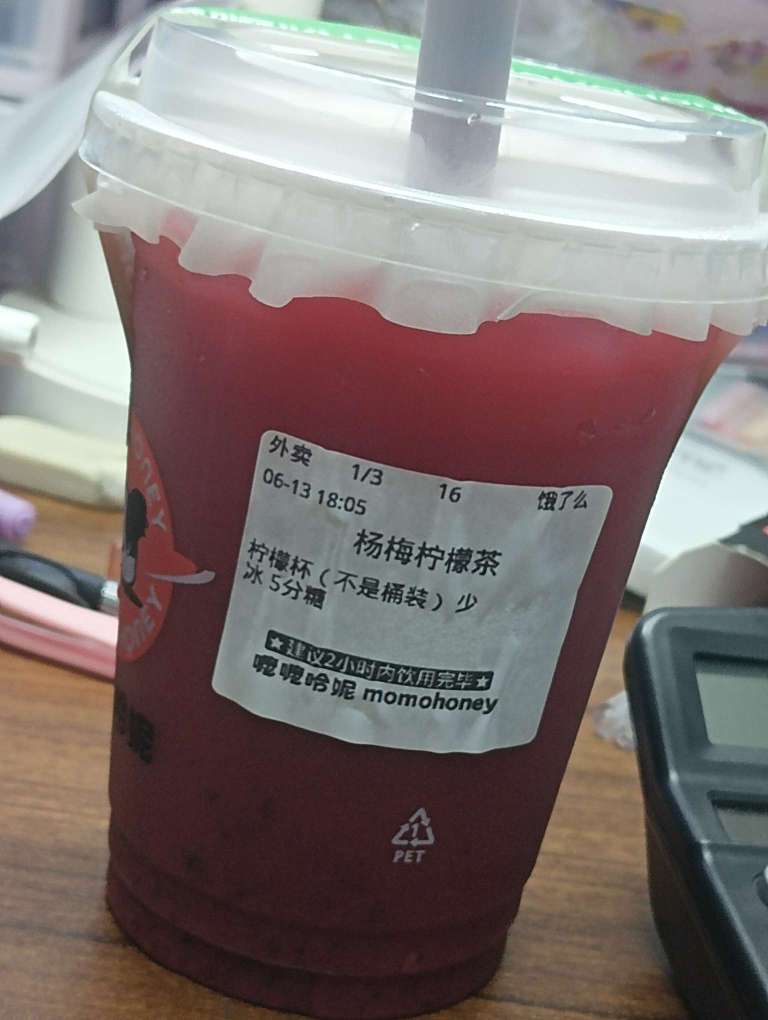 外卖 1/3 16 饿了么
06-13 18:05
杨梅柠檬茶
柠檬杯（不是桶装）少
冰 5分糖
★建议2小时内饮用完毕★
嚒嚒哈妮 momohoney
1
PET